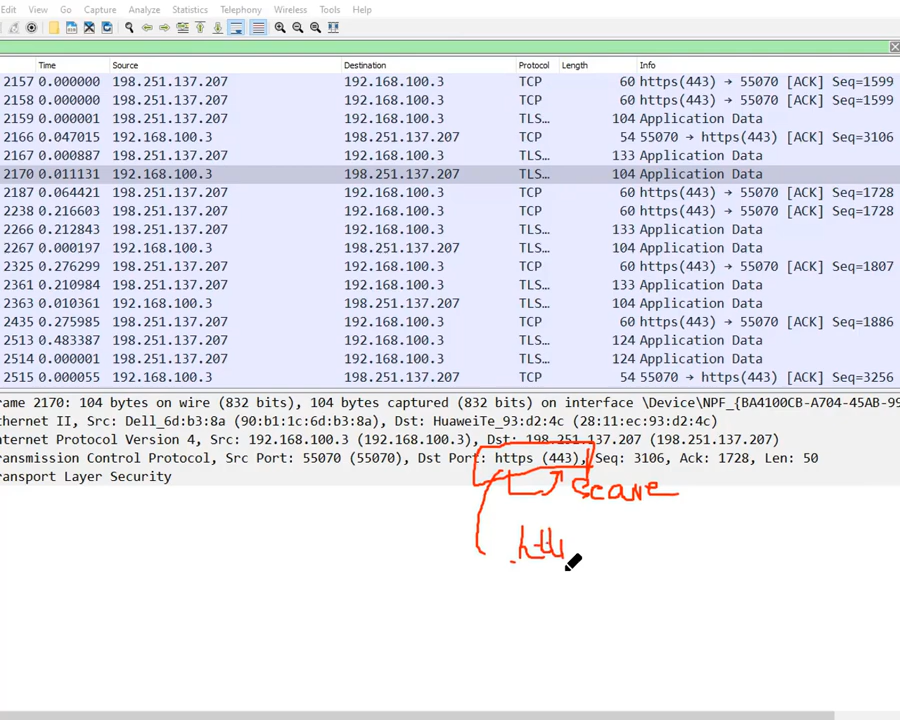 Edit View Go Capture Analyze Statistics Telephony Wireless Tools Help
Time Source Destination Protocol Length Info
2157 0.000000 198.251.137.207 192.168.100.3 TCP 60 https(443) → 55070 [ACK] Seq=1599
2158 0.000000 198.251.137.207 192.168.100.3 TCP 60 https(443) → 55070 [ACK] Seq=1599
2159 0.000001 198.251.137.207 192.168.100.3 TLS… 104 Application Data
2166 0.047015 192.168.100.3 198.251.137.207 TCP 54 55070 → https(443) [ACK] Seq=3106
2167 0.000887 192.168.100.3 198.251.137.207 TLS… 133 Application Data
2170 0.011131 192.168.100.3 198.251.137.207 TLS… 104 Application Data
2187 0.064421 198.251.137.207 192.168.100.3 TCP 60 https(443) → 55070 [ACK] Seq=1728
2238 0.216603 198.251.137.207 192.168.100.3 TCP 60 https(443) → 55070 [ACK] Seq=1728
2266 0.212843 198.251.137.207 192.168.100.3 TLS… 133 Application Data
2267 0.000197 192.168.100.3 198.251.137.207 TLS… 104 Application Data
2325 0.276299 198.251.137.207 192.168.100.3 TCP 60 https(443) → 55070 [ACK] Seq=1807
2361 0.210984 198.251.137.207 192.168.100.3 TLS… 133 Application Data
2363 0.010361 192.168.100.3 198.251.137.207 TLS… 104 Application Data
2435 0.275985 198.251.137.207 192.168.100.3 TCP 60 https(443) → 55070 [ACK] Seq=1886
2513 0.483387 198.251.137.207 192.168.100.3 TLS… 124 Application Data
2514 0.000001 198.251.137.207 192.168.100.3 TLS… 124 Application Data
2515 0.000055 192.168.100.3 198.251.137.207 TCP 54 55070 → https(443) [ACK] Seq=3256
rame 2170: 104 bytes on wire (832 bits), 104 bytes captured (832 bits) on interface \Device\NPF_{BA4100CB-A704-45AB-99
thernet II, Src: Dell_6d:b3:8a (90:b1:1c:6d:b3:8a), Dst: HuaweiTe_93:d2:4c (28:11:ec:93:d2:4c)
nternet Protocol Version 4, Src: 192.168.100.3 (192.168.100.3), Dst: 198.251.137.207 (198.251.137.207)
ransmission Control Protocol, Src Port: 55070 (55070), Dst Port: https (443), Seq: 3106, Ack: 1728, Len: 50
ransport Layer Security